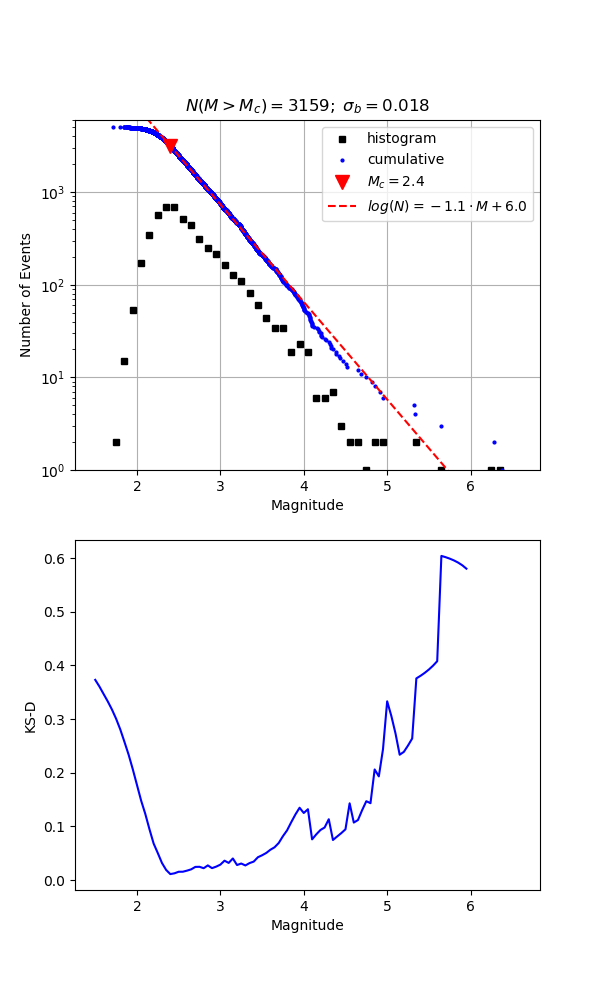 N(M > M_c) = 3159; σ_b = 0.018
Number of Events
10^3
10^2
10^1
10^0
histogram
cumulative
M_c = 2.4
log(N) = −1.1 · M + 6.0
2 3 4 5 6
Magnitude
KS-D
0.6
0.5
0.4
0.3
0.2
0.1
0.0
2 3 4 5 6
Magnitude